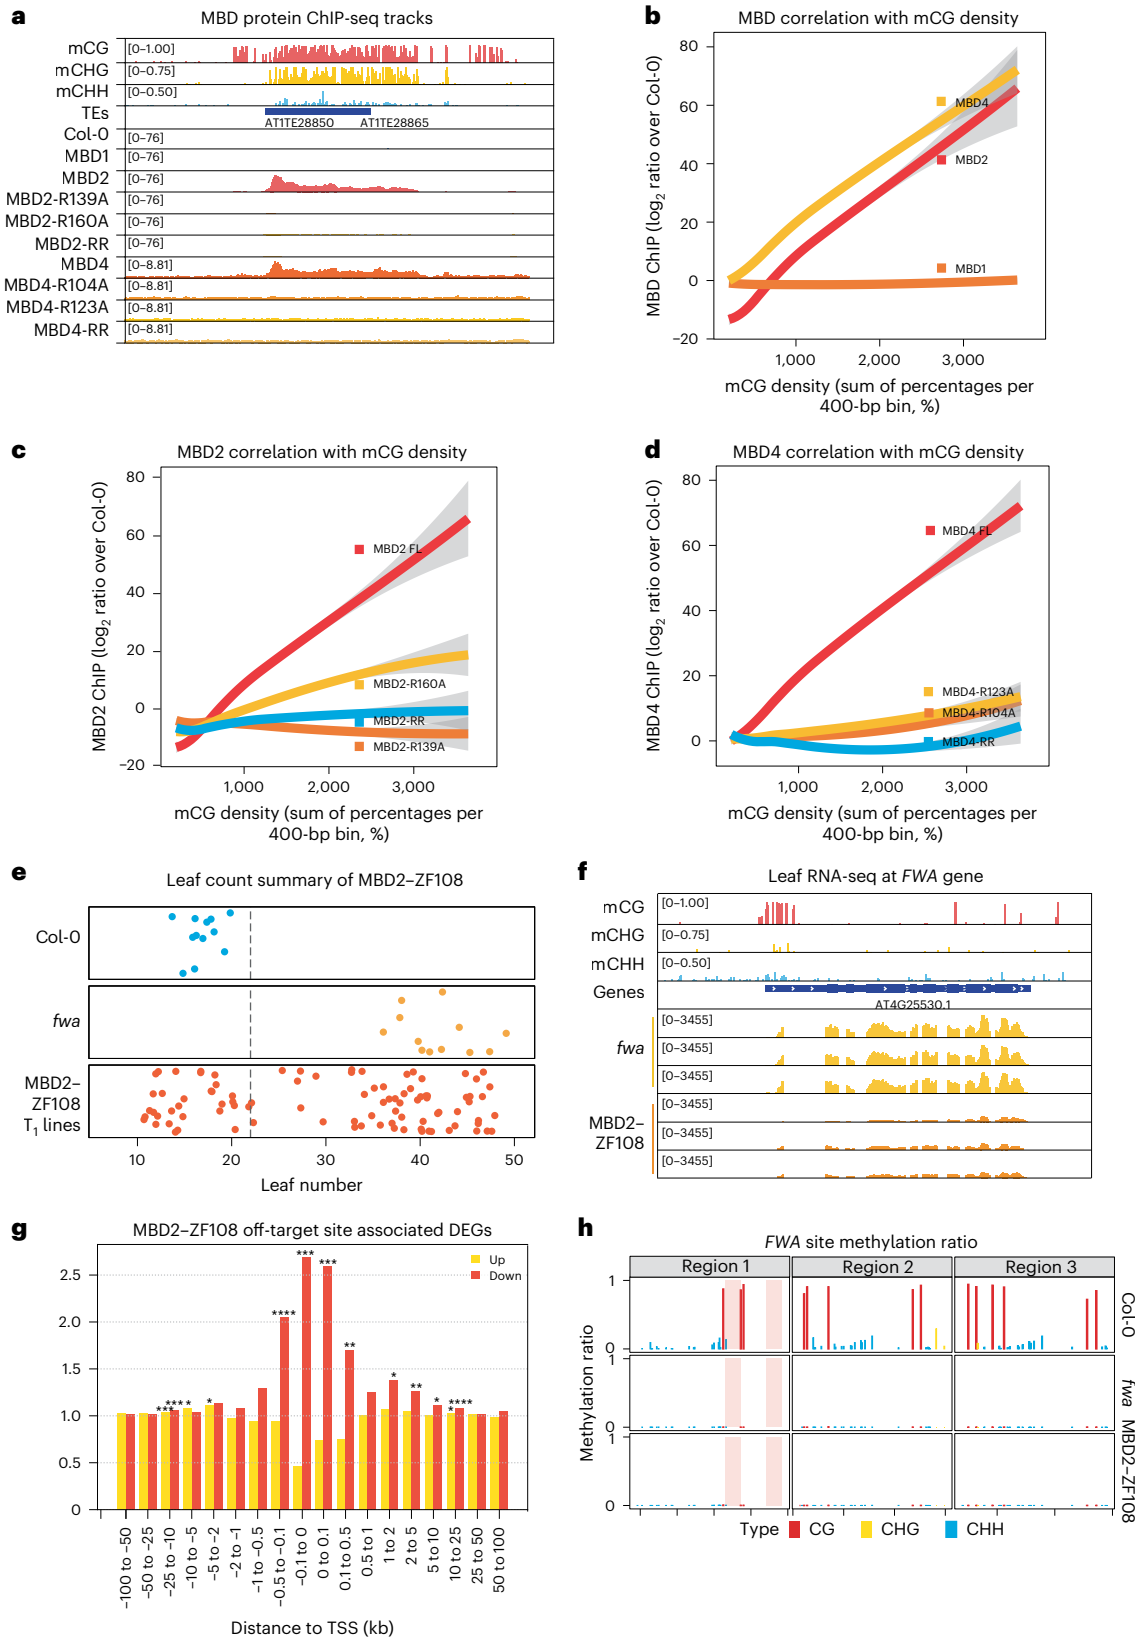 a
MBD protein ChIP-seq tracks
mCG
[0–1.00]
mCHG
[0–0.75]
mCHH
[0–0.50]
TEs
AT1TE28850
AT1TE28865
Col-0
[0–76]
MBD1
[0–76]
MBD2
[0–76]
MBD2-R139A
[0–76]
MBD2-R160A
[0–76]
MBD2-RR
[0–76]
MBD4
[0–8.81]
MBD4-R104A
[0–8.81]
MBD4-R123A
[0–8.81]
MBD4-RR
[0–8.81]
b
MBD correlation with mCG density
MBD ChIP (log2 ratio over Col-0)
80
60
40
20
0
–20
MBD4
MBD2
MBD1
1,000
2,000
3,000
mCG density (sum of percentages per
400-bp bin, %)
c
MBD2 correlation with mCG density
MBD2 ChIP (log2 ratio over Col-0)
80
60
40
20
0
–20
MBD2 FL
MBD2-R160A
MBD2-RR
MBD2-R139A
1,000
2,000
3,000
mCG density (sum of percentages per
400-bp bin, %)
d
MBD4 correlation with mCG density
MBD4 ChIP (log2 ratio over Col-0)
80
60
40
20
0
MBD4 FL
MBD4-R123A
MBD4-R104A
MBD4-RR
1,000
2,000
3,000
mCG density (sum of percentages per
400-bp bin, %)
e
Leaf count summary of MBD2–ZF108
Col-0
fwa
MBD2–
ZF108
T1 lines
10
20
30
40
50
Leaf number
f
Leaf RNA-seq at FWA gene
mCG
[0–1.00]
mCHG
[0–0.75]
mCHH
[0–0.50]
Genes
AT4G25530.1
fwa
[0–3455]
[0–3455]
[0–3455]
MBD2–
ZF108
[0–3455]
[0–3455]
[0–3455]
g
MBD2–ZF108 off-target site associated DEGs
Up
Down
2.5
2.0
1.5
1.0
0.5
0
***
****
*
*
****
***
***
**
*
**
*
*
****
–100 to –50
–50 to –25
–25 to –10
–10 to –5
–5 to –2
–2 to –1
–1 to –0.5
–0.5 to –0.1
–0.1 to 0
0 to 0.1
0.1 to 0.5
0.5 to 1
1 to 2
2 to 5
5 to 10
10 to 25
25 to 50
50 to 100
Distance to TSS (kb)
h
FWA site methylation ratio
Region 1
Region 2
Region 3
Methylation ratio
1
0
1
0
1
0
Col-0
fwa
MBD2–ZF108
Type
CG
CHG
CHH